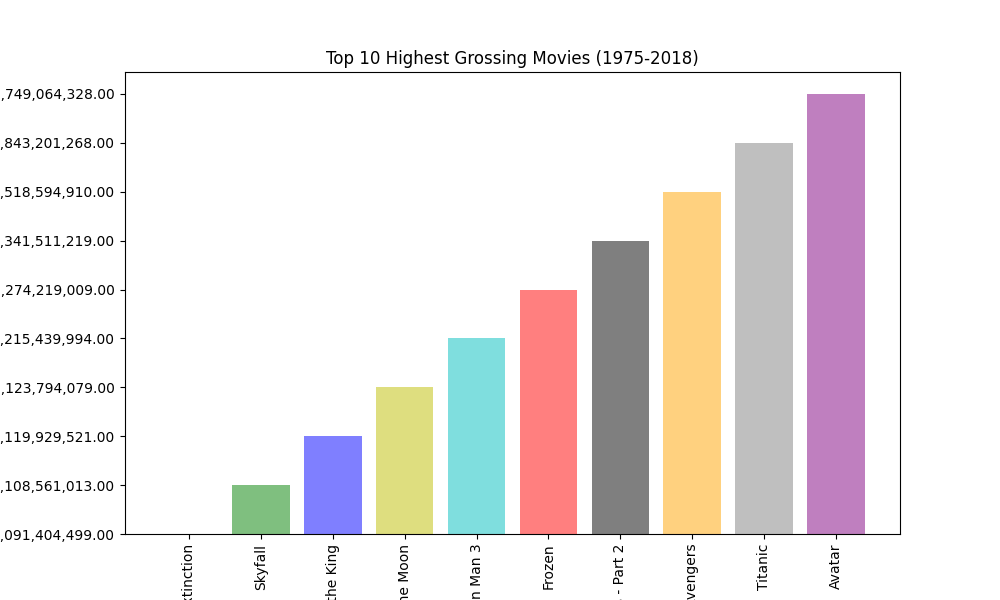 Top 10 Highest Grossing Movies (1975-2018)
,749,064,328.00
,843,201,268.00
,518,594,910.00
,341,511,219.00
,274,219,009.00
,215,439,994.00
,123,794,079.00
,119,929,521.00
,108,561,013.00
,091,404,499.00
tinction
Skyfall
the King
ne Moon
n Man 3
Frozen
- Part 2
vengers
Titanic
Avatar